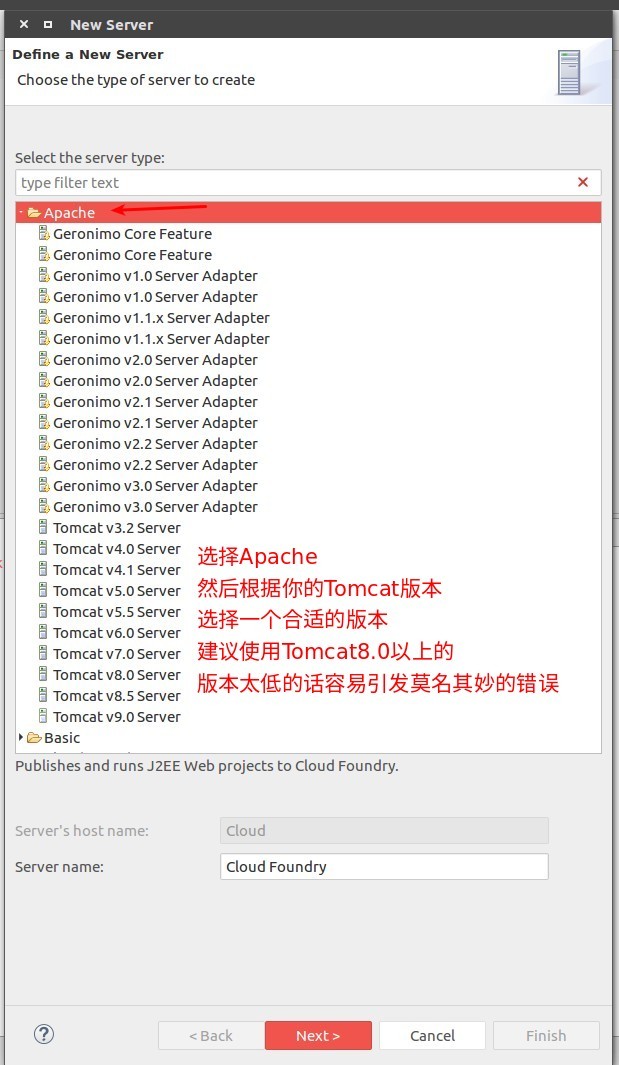 New Server
Define a New Server
Choose the type of server to create
Select the server type:
type filter text
Apache
Geronimo Core Feature
Geronimo Core Feature
Geronimo v1.0 Server Adapter
Geronimo v1.0 Server Adapter
Geronimo v1.1.x Server Adapter
Geronimo v1.1.x Server Adapter
Geronimo v2.0 Server Adapter
Geronimo v2.0 Server Adapter
Geronimo v2.1 Server Adapter
Geronimo v2.1 Server Adapter
Geronimo v2.2 Server Adapter
Geronimo v2.2 Server Adapter
Geronimo v3.0 Server Adapter
Geronimo v3.0 Server Adapter
Tomcat v3.2 Server
Tomcat v4.0 Server
Tomcat v4.1 Server
Tomcat v5.0 Server
Tomcat v5.5 Server
Tomcat v6.0 Server
Tomcat v7.0 Server
Tomcat v8.0 Server
Tomcat v8.5 Server
Tomcat v9.0 Server
选择Apache
然后根据你的Tomcat版本
选择一个合适的版本
建议使用Tomcat8.0以上的
版本太低的话容易引发莫名其妙的错误
Basic
Publishes and runs J2EE Web projects to Cloud Foundry.
Server's host name: Cloud
Server name: Cloud Foundry
? < Back Next > Cancel Finish